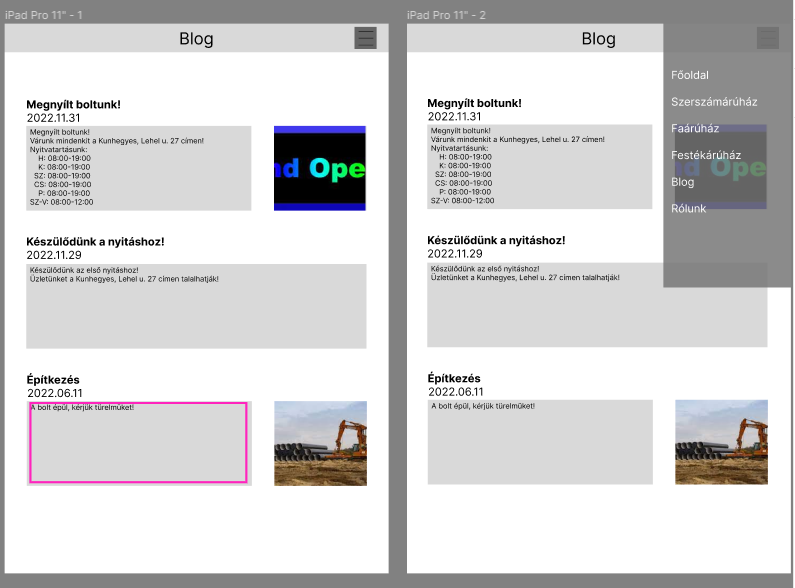 iPad Pro 11" - 1
Blog
Megnyílt boltunk!
2022.11.31
Megnyílt boltunk!
Várunk mindenkit a Kunhegyes, Lehel u. 27 címen!
Nyitvatartásunk:
H: 08:00-19:00
K: 08:00-19:00
SZ: 08:00-19:00
CS: 08:00-19:00
P: 08:00-19:00
SZ-V: 08:00-12:00
nd Ope
Készülődünk a nyitáshoz!
2022.11.29
Készülődünk az első nyitáshoz!
Üzletünket a Kunhegyes, Lehel u. 27 címen talalhatják!
Építkezés
2022.06.11
A bolt épül, kérjük türelmüket!
iPad Pro 11" - 2
Blog
Főoldal
Szerszámárúház
Faárúház
Festékárúház
Blog
Rólunk
Megnyílt boltunk!
2022.11.31
Megnyílt boltunk!
Várunk mindenkit a Kunhegyes, Lehel u. 27 címen!
Nyitvatartásunk:
H: 08:00-19:00
K: 08:00-19:00
SZ: 08:00-19:00
CS: 08:00-19:00
P: 08:00-19:00
SZ-V: 08:00-12:00
d Ope
Készülődünk a nyitáshoz!
2022.11.29
Készülődünk az első nyitáshoz!
Üzletünket a Kunhegyes, Lehel u. 27 címen talalhatják!
Építkezés
2022.06.11
A bolt épül, kérjük türelmüket!